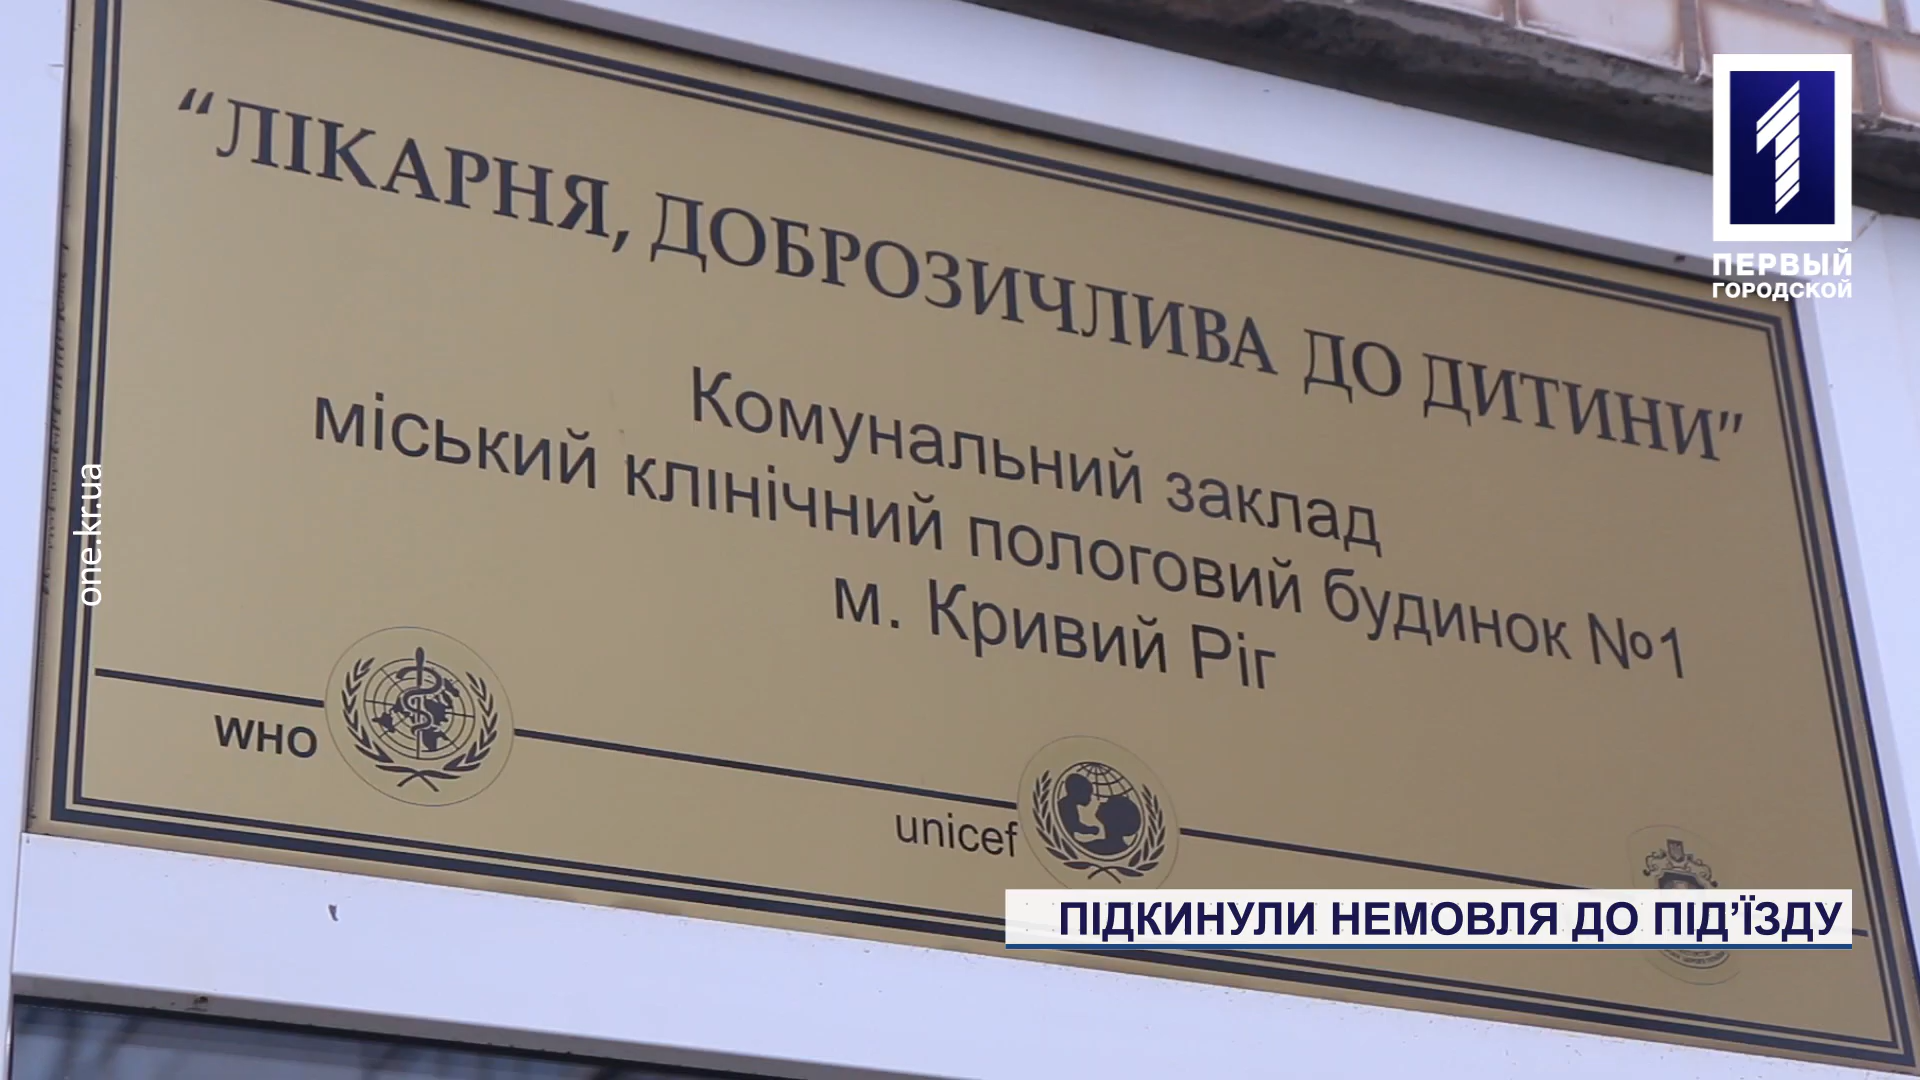 “ЛІКАРНЯ, ДОБРОЗИЧЛИВА ДО ДИТИНИ”
Комунальний заклад
міський клінічний пологовий будинок №1
м. Кривий Ріг
WHO
unicef
1
ПЕРВЫЙ
ГОРОДСКОЙ
one.kr.ua
ПІДКИНУЛИ НЕМОВЛЯ ДО ПІД’ЇЗДУ